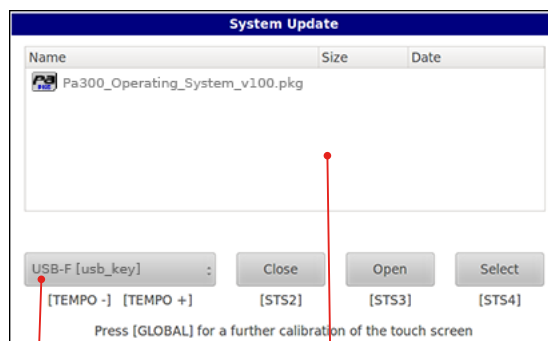 System Update
Name Size Date
Pa300_Operating_System_v100.pkg
USB-F [usb_key] : Close Open Select
[TEMPO -] [TEMPO +] [STS2] [STS3] [STS4]
Press [GLOBAL] for a further calibration of the touch screen